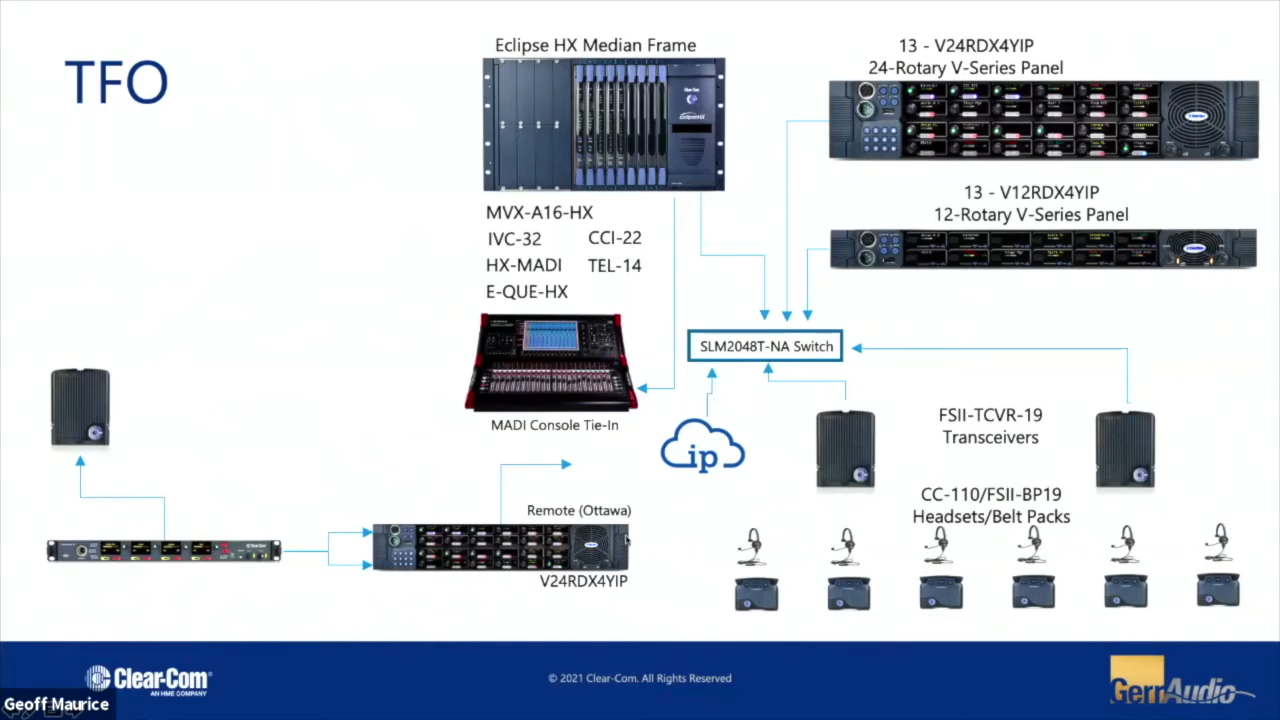 TFO
Eclipse HX Median Frame
13 - V24RDX4YIP
24-Rotary V-Series Panel
13 - V12RDX4YIP
12-Rotary V-Series Panel
MVX-A16-HX
IVC-32 CCI-22
HX-MADI TEL-14
E-QUE-HX
SLM2048T-NA Switch
MADI Console Tie-In
ip
FSII-TCVR-19
Transceivers
CC-110/FSII-BP19
Headsets/Belt Packs
Remote (Ottawa)
V24RDX4YIP
Clear-Com
AN HME COMPANY
© 2021 Clear-Com. All Rights Reserved
GerrAudio
Geoff Maurice